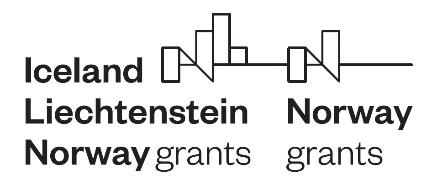 Iceland
Liechtenstein
Norway grants
Norway
grants